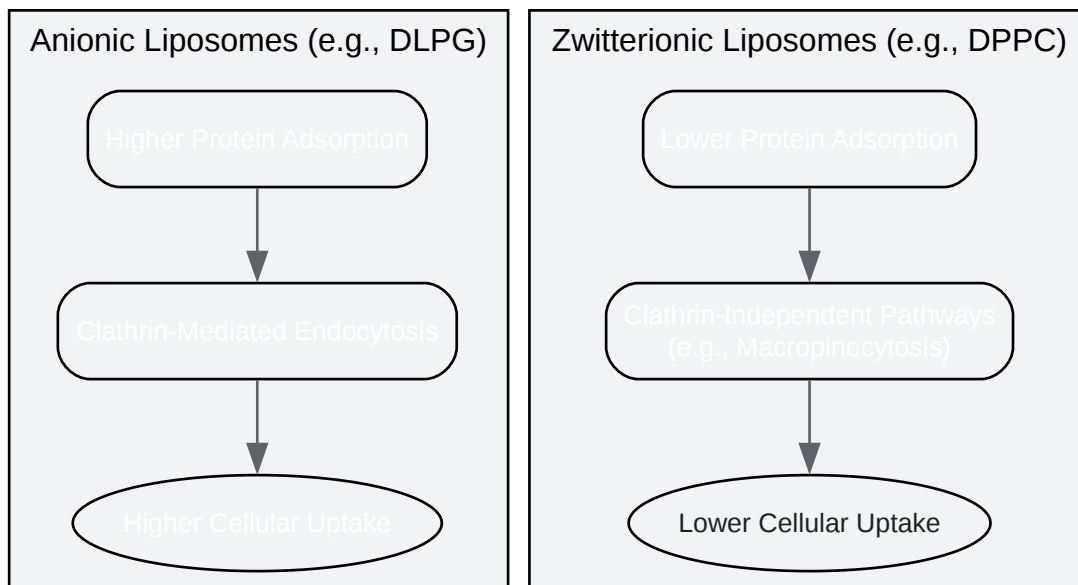 Anionic Liposomes (e.g., DLPG)
Higher Protein Adsorption
Clathrin-Mediated Endocytosis
Higher Cellular Uptake
Zwitterionic Liposomes (e.g., DPPC)
Lower Protein Adsorption
Clathrin-Independent Pathways
(e.g., Macropinocytosis)
Lower Cellular Uptake